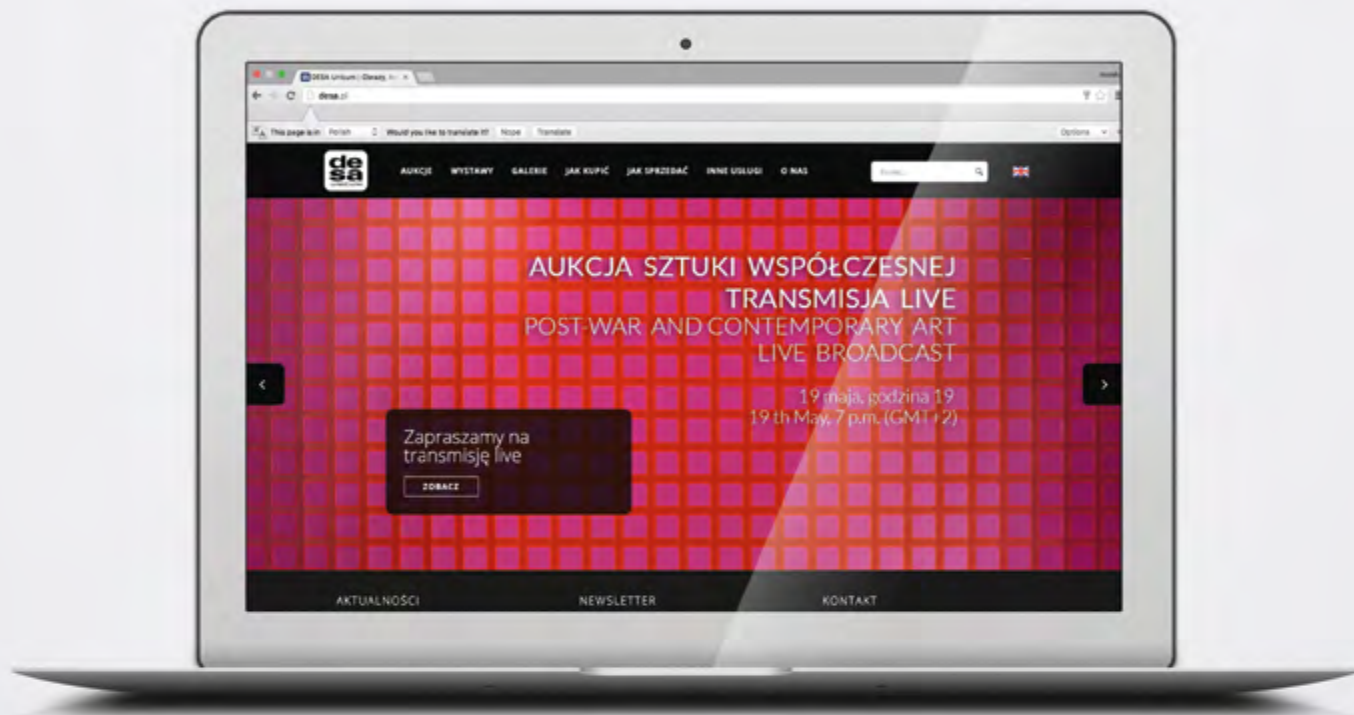 DESA Unicum | Obrazy,
desa.pl
This page is in Polish Would you like to translate it? Nope Translate Options
de
sa
AUKCJE WYSTAWY GALERIE JAK KUPIĆ JAK SPRZEDAĆ INNE USŁUGI O NAS
AUKCJA SZTUKI WSPÓŁCZESNEJ
TRANSMISJA LIVE
POST-WAR AND CONTEMPORARY ART
LIVE BROADCAST
19 maja, godzina 19
19 th May, 7 p.m. (GMT+2)
Zapraszamy na
transmisję live
ZOBACZ
AKTUALNOŚCI NEWSLETTER KONTAKT